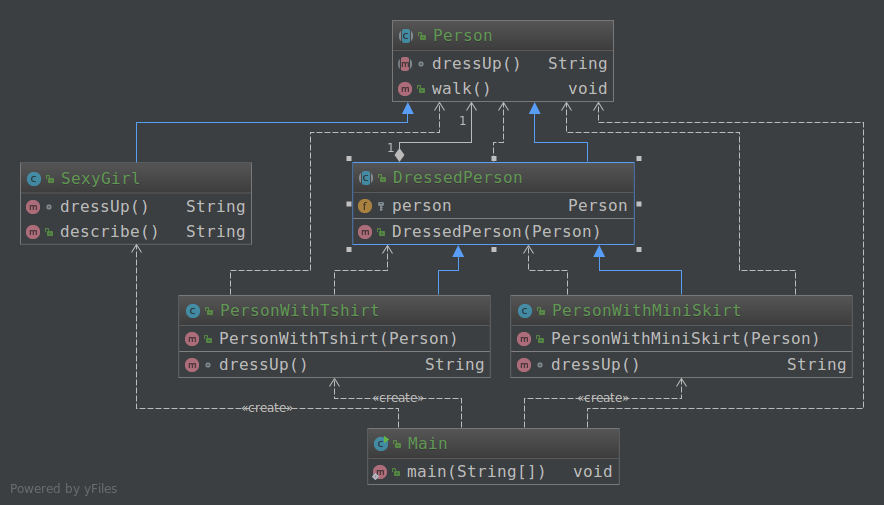 Person
dressUp() String
walk() void
1
1
SexyGirl
dressUp() String
describe() String
DressedPerson
person Person
DressedPerson(Person)
PersonWithTshirt
PersonWithTshirt(Person)
dressUp() String
PersonWithMiniSkirt
PersonWithMiniSkirt(Person)
dressUp() String
«create»
«create»
«create»
Main
main(String[]) void
Powered by yFiles